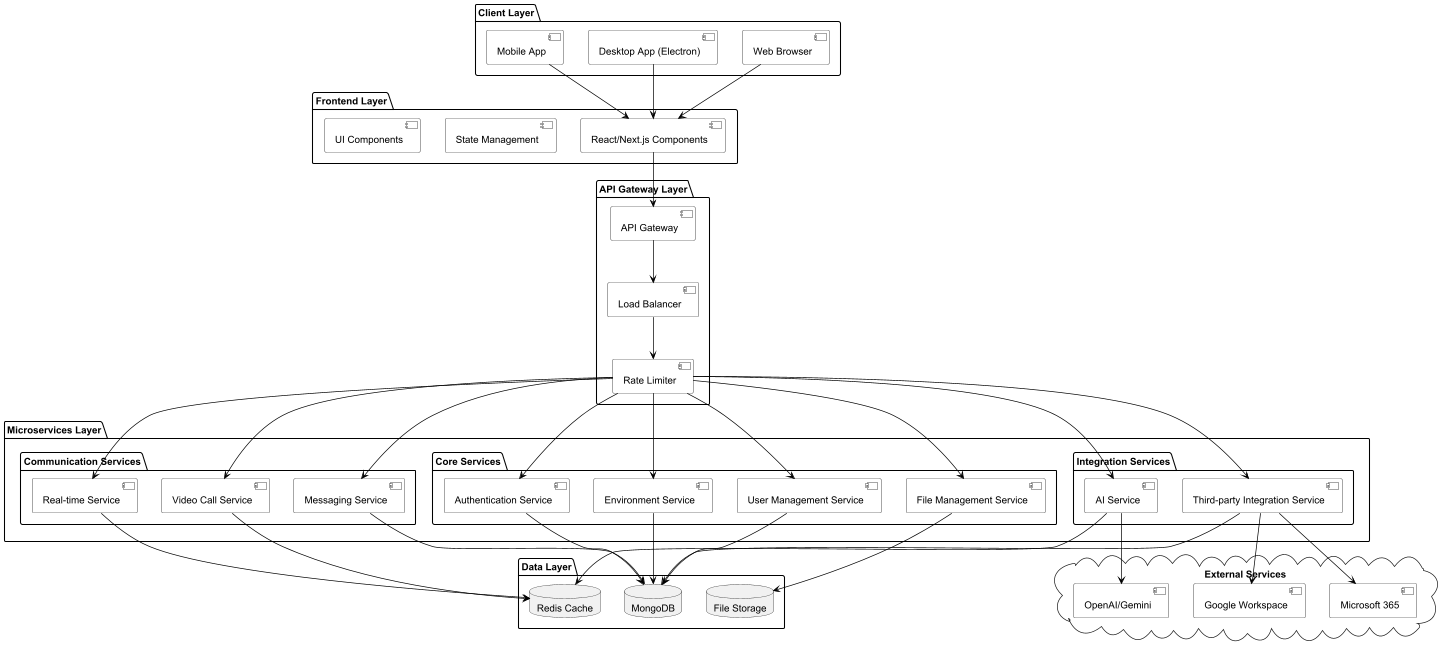 Client Layer
Mobile App
Desktop App (Electron)
Web Browser
Frontend Layer
UI Components
State Management
React/Next.js Components
API Gateway Layer
API Gateway
Load Balancer
Rate Limiter
Microservices Layer
Communication Services
Real-time Service
Video Call Service
Messaging Service
Core Services
Authentication Service
Environment Service
User Management Service
File Management Service
Integration Services
AI Service
Third-party Integration Service
Data Layer
Redis Cache
MongoDB
File Storage
External Services
OpenAI/Gemini
Google Workspace
Microsoft 365